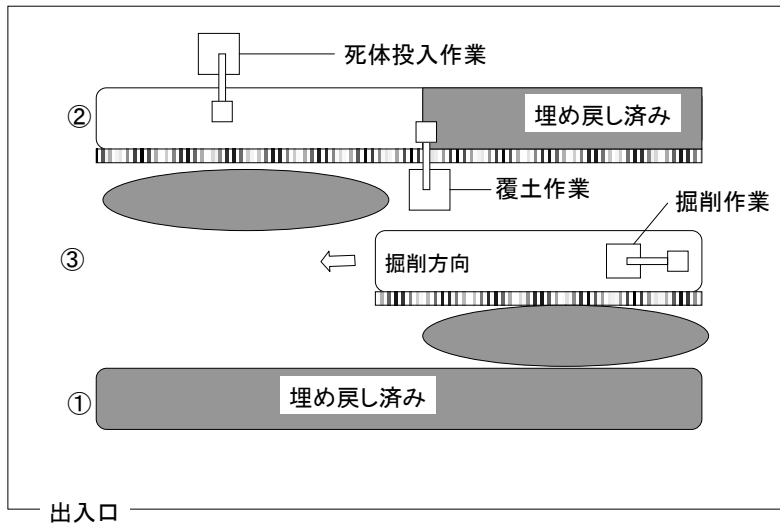 死体投入作業
②
埋め戻し済み
覆土作業
掘削作業
③
掘削方向
①
埋め戻し済み
出入口